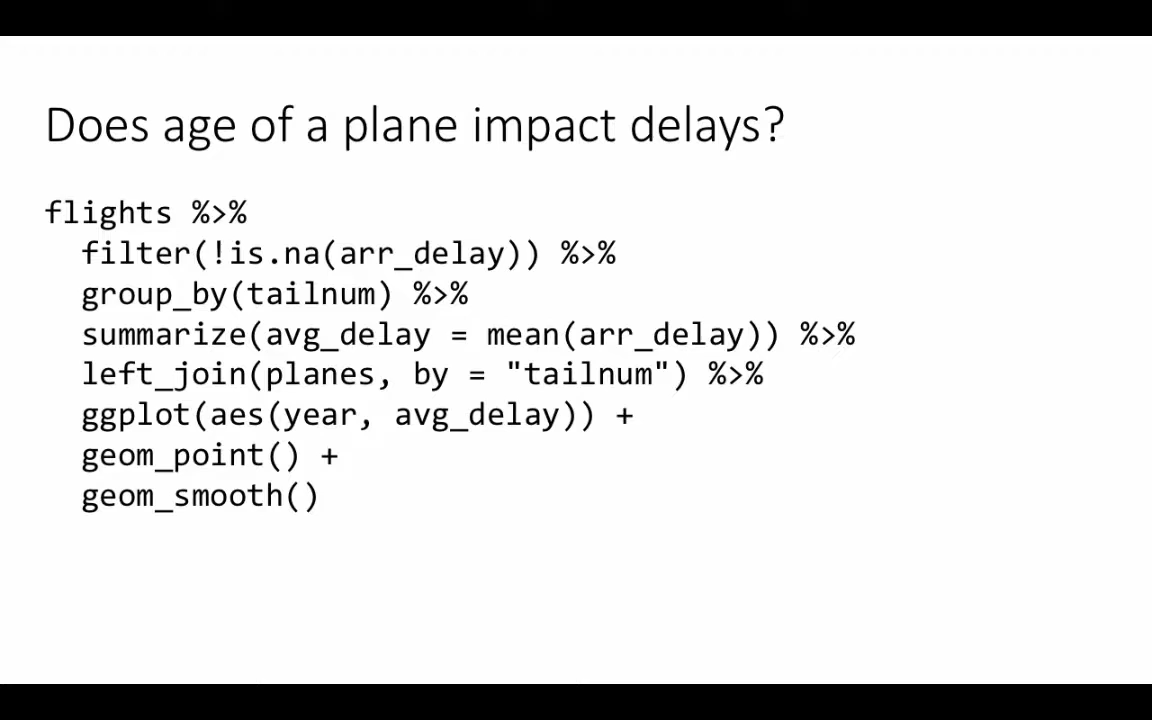 Does age of a plane impact delays?
flights %>%
filter(!is.na(arr_delay)) %>%
group_by(tailnum) %>%
summarize(avg_delay = mean(arr_delay)) %>%
left_join(planes, by = "tailnum") %>%
ggplot(aes(year, avg_delay)) +
geom_point() +
geom_smooth()